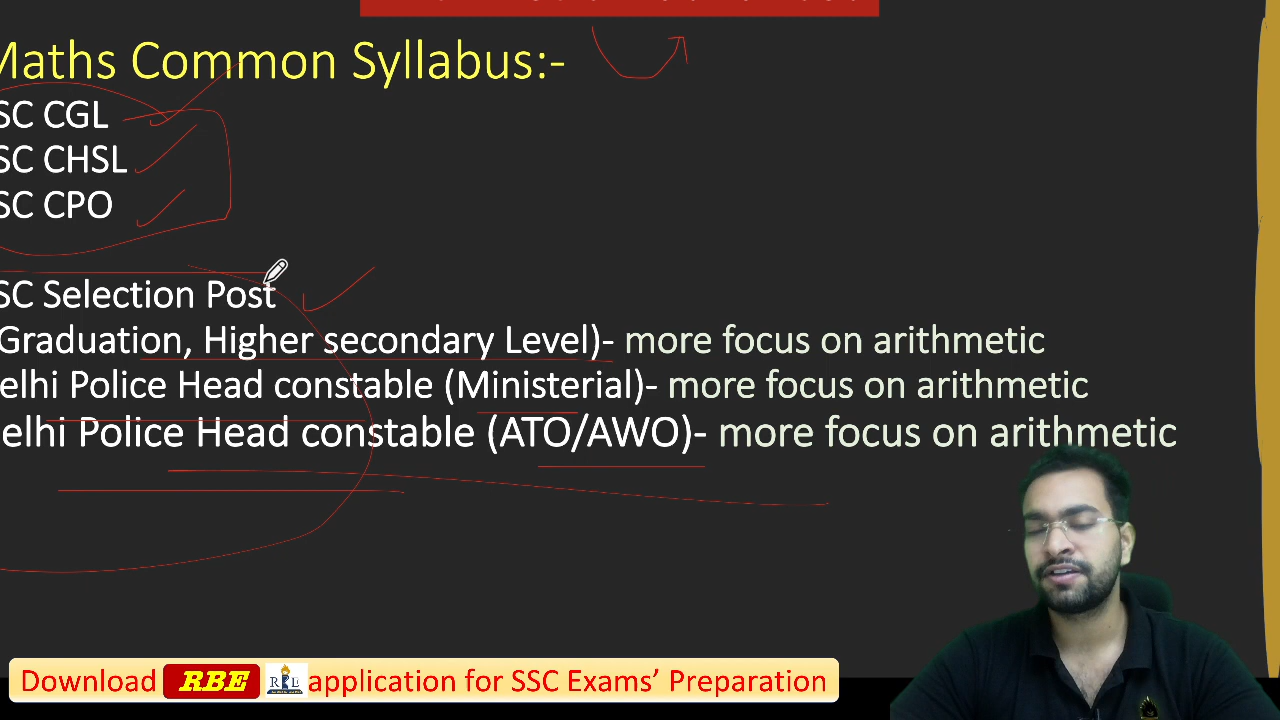 Maths Common Syllabus:-
SC CGL
SC CHSL
SC CPO
SC Selection Post
Graduation, Higher secondary Level)- more focus on arithmetic
elhi Police Head constable (Ministerial)- more focus on arithmetic
elhi Police Head constable (ATO/AWO)- more focus on arithmetic
Download RBE RBE application for SSC Exams’ Preparation